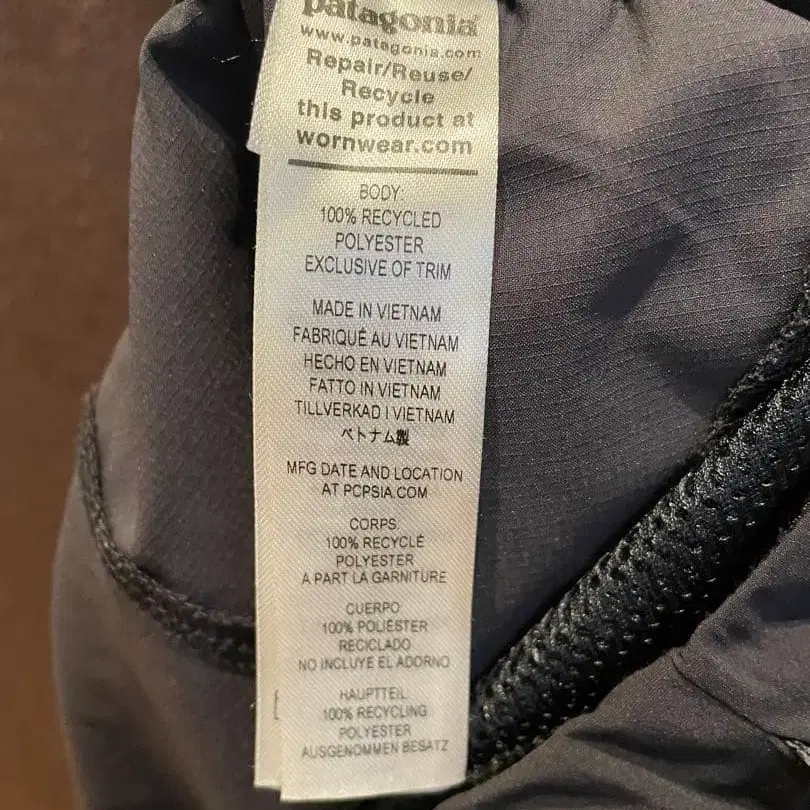 patagonia
www.patagonia.com
Repair/Reuse/
Recycle
this product at
wornwear.com
BODY:
100% RECYCLED
POLYESTER
EXCLUSIVE OF TRIM
MADE IN VIETNAM
FABRIQUÉ AU VIETNAM
HECHO EN VIETNAM
FATTO IN VIETNAM
TILLVERKAD I VIETNAM
ベトナム製
MFG DATE AND LOCATION
AT PCPSIA.COM
CORPS:
100% RECYCLÉ
POLYESTER
A PART LA GARNITURE
CUERPO:
100% POLIÉSTER
RECICLADO
NO INCLUYE EL ADORNO
HAUPTTEIL:
100% RECYCLING
POLYESTER
AUSGENOMMEN BESATZ